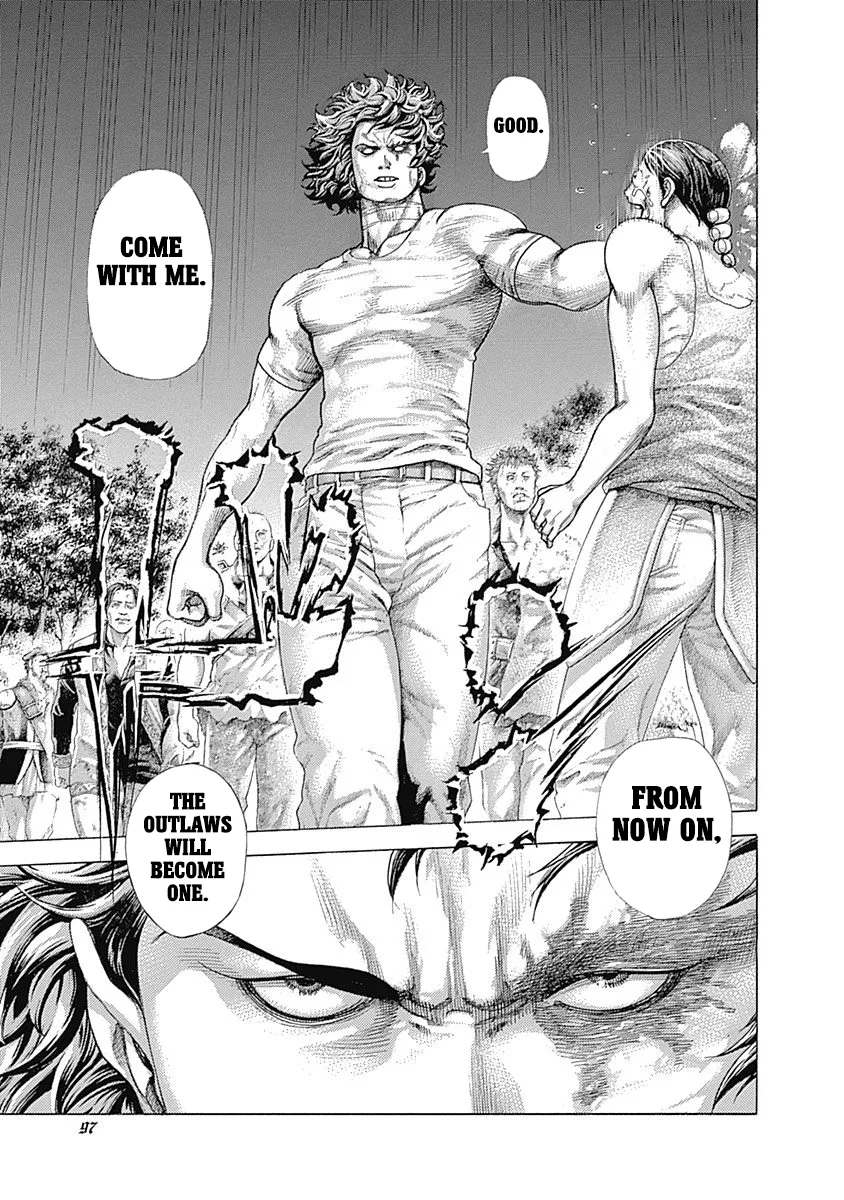 GOOD.
COME
WITH ME.
FROM
NOW ON,
THE
OUTLAWS
WILL
BECOME
ONE.
97